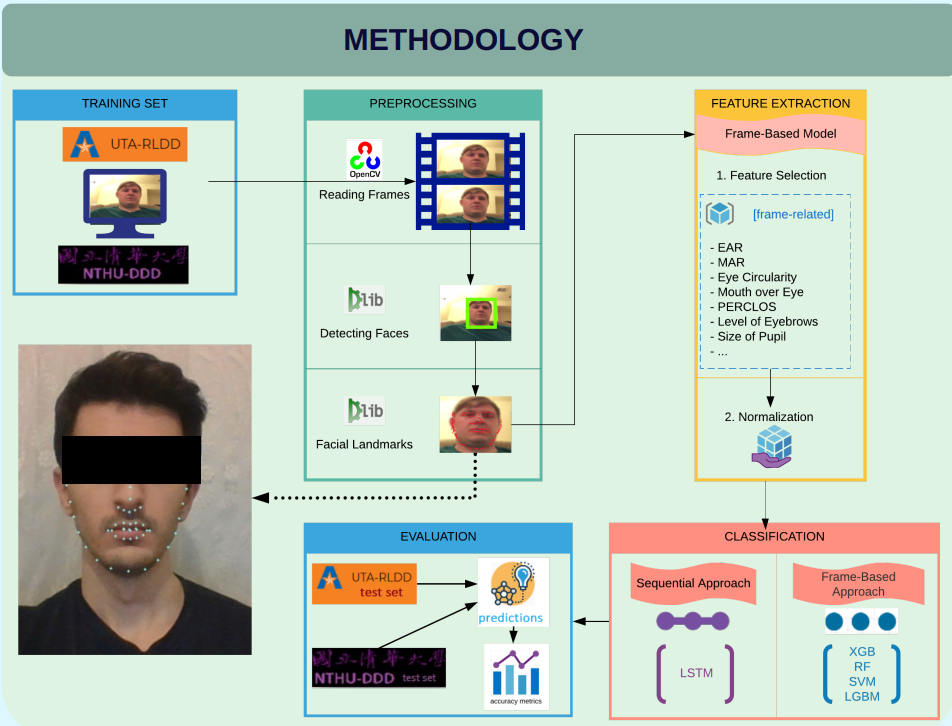 METHODOLOGY
TRAINING SET
UTA-RLDD
國立清華大學
NTHU-DDD
PREPROCESSING
OpenCV
Reading Frames
Dlib
Detecting Faces
Dlib
Facial Landmarks
FEATURE EXTRACTION
Frame-Based Model
1. Feature Selection
[frame-related]
- EAR
- MAR
- Eye Circularity
- Mouth over Eye
- PERCLOS
- Level of Eyebrows
- Size of Pupil
- ...
2. Normalization
EVALUATION
UTA-RLDD
test set
國立清華大學
NTHU-DDD test set
predictions
accuracy metrics
CLASSIFICATION
Sequential Approach
LSTM
Frame-Based
Approach
XGB
RF
SVM
LGBM